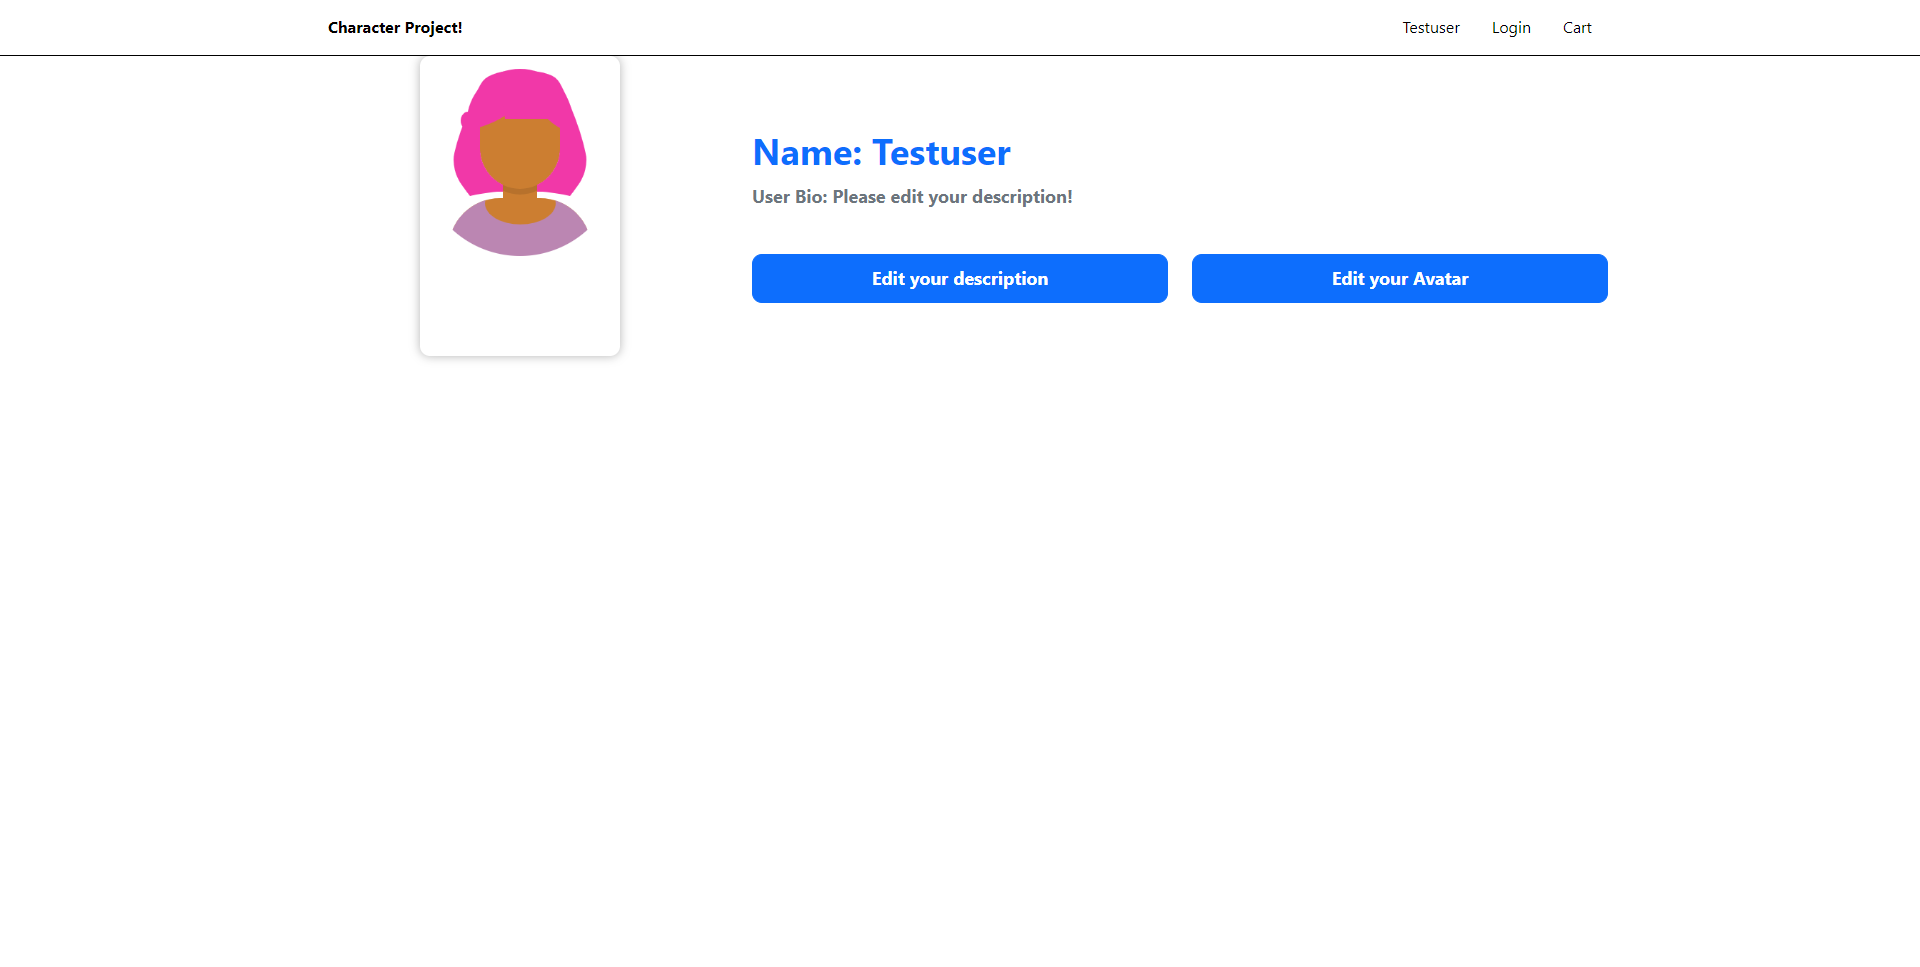 Character Project!
Testuser
Login
Cart
Name: Testuser
User Bio: Please edit your description!
Edit your description
Edit your Avatar